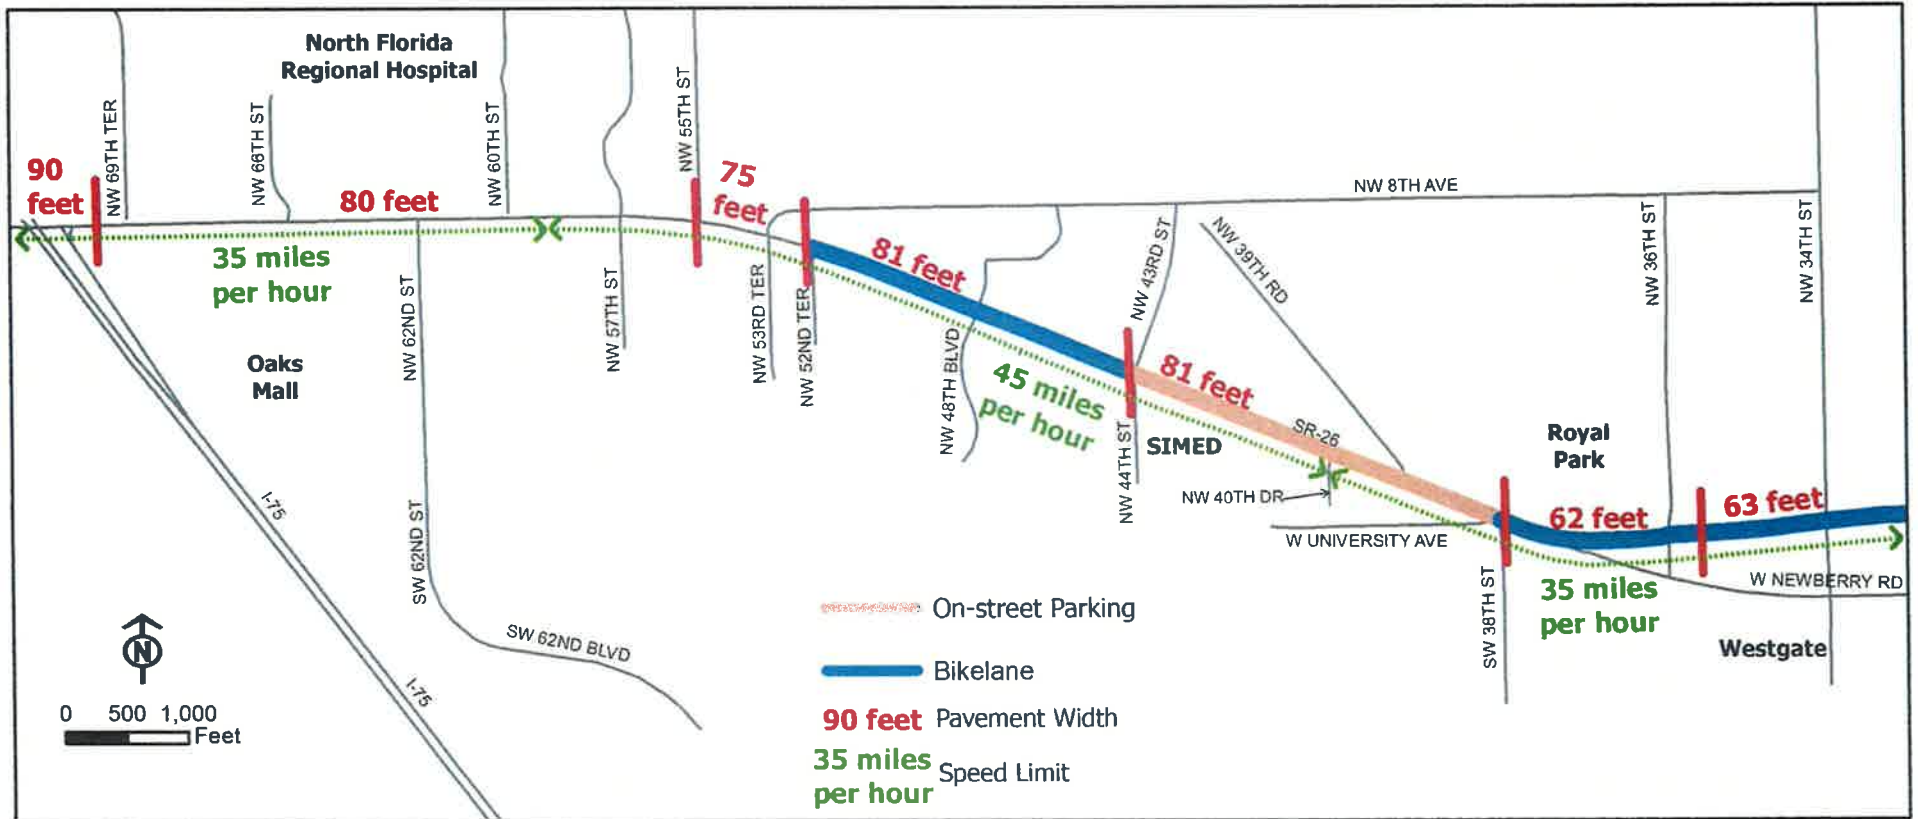 North Florida
Regional Hospital
NW 69TH TER
NW 66TH ST
NW 60TH ST
NW 55TH ST
90
feet
80 feet
75
feet
NW 8TH AVE
35 miles
per hour
NW 62ND ST
NW 57TH ST
NW 53RD TER
NW 52ND TER
81 feet
NW 48TH BLVD
NW 43RD ST
NW 39TH RD
NW 36TH ST
NW 34TH ST
Oaks
Mall
45 miles
per hour
81 feet
SR-26
NW 44TH ST
SIMED
NW 40TH DR
W UNIVERSITY AVE
Royal
Park
62 feet
63 feet
I-75
SW 62ND ST
SW 62ND BLVD
I-75
SW 38TH ST
35 miles
per hour
W NEWBERRY RD
Westgate
N
0 500 1,000
Feet
On-street Parking
Bikelane
90 feet Pavement Width
35 miles
per hour
Speed Limit